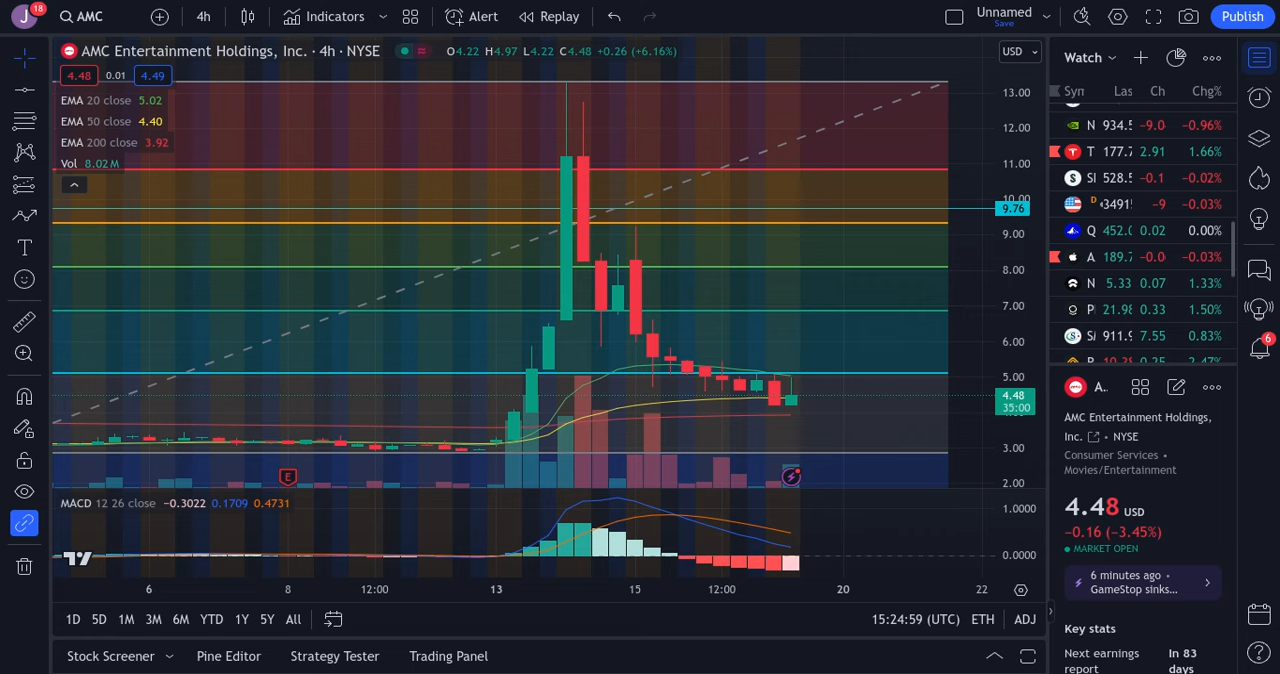 J 18 AMC 4h Indicators Alert Replay Unnamed Save Publish
AMC Entertainment Holdings, Inc. · 4h · NYSE O4.22 H4.97 L4.22 C4.48 +0.26 (+6.16%) USD
4.48 0.01 4.49
EMA 20 close 5.02
EMA 50 close 4.40
EMA 200 close 3.92
Vol 8.02 M
13.00
12.00
11.00
10.00
9.76
9.00
8.00
7.00
6.00
5.00
4.48
35:00
3.00
2.00
E
MACD 12 26 close −0.3022 0.1709 0.4731
1.0000
0.0000
6 8 12:00 13 15 12:00 20 22
1D 5D 1M 3M 6M YTD 1Y 5Y All 15:24:59 (UTC) ETH ADJ
Stock Screener Pine Editor Strategy Tester Trading Panel
Watch
Syn Las Ch Chg%
N 934.5 −9.0 −0.96%
T 177.7 2.91 1.66%
SI 528.5 −0.1 −0.02%
D 3491 −9 −0.03%
Q 452.0 0.02 0.00%
A 189.7 −0.0 −0.03%
N 5.33 0.07 1.33%
P 21.98 0.33 1.50%
S 911.9 7.55 0.83%
6
A..
AMC Entertainment Holdings,
Inc. • NYSE
Consumer Services •
Movies/Entertainment
4.48 USD
−0.16 (−3.45%)
MARKET OPEN
6 minutes ago •
GameStop sinks...
Key stats
Next earnings In 83
report days